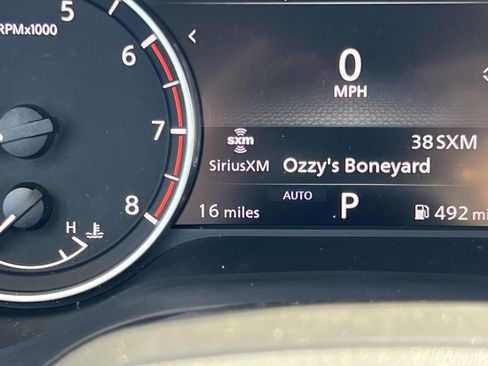 5
RPMx1000
6
7
8
H
0
MPH
sxm
SiriusXM
38SXM
Ozzy's Boneyard
AUTO
16 miles
P
492 mi